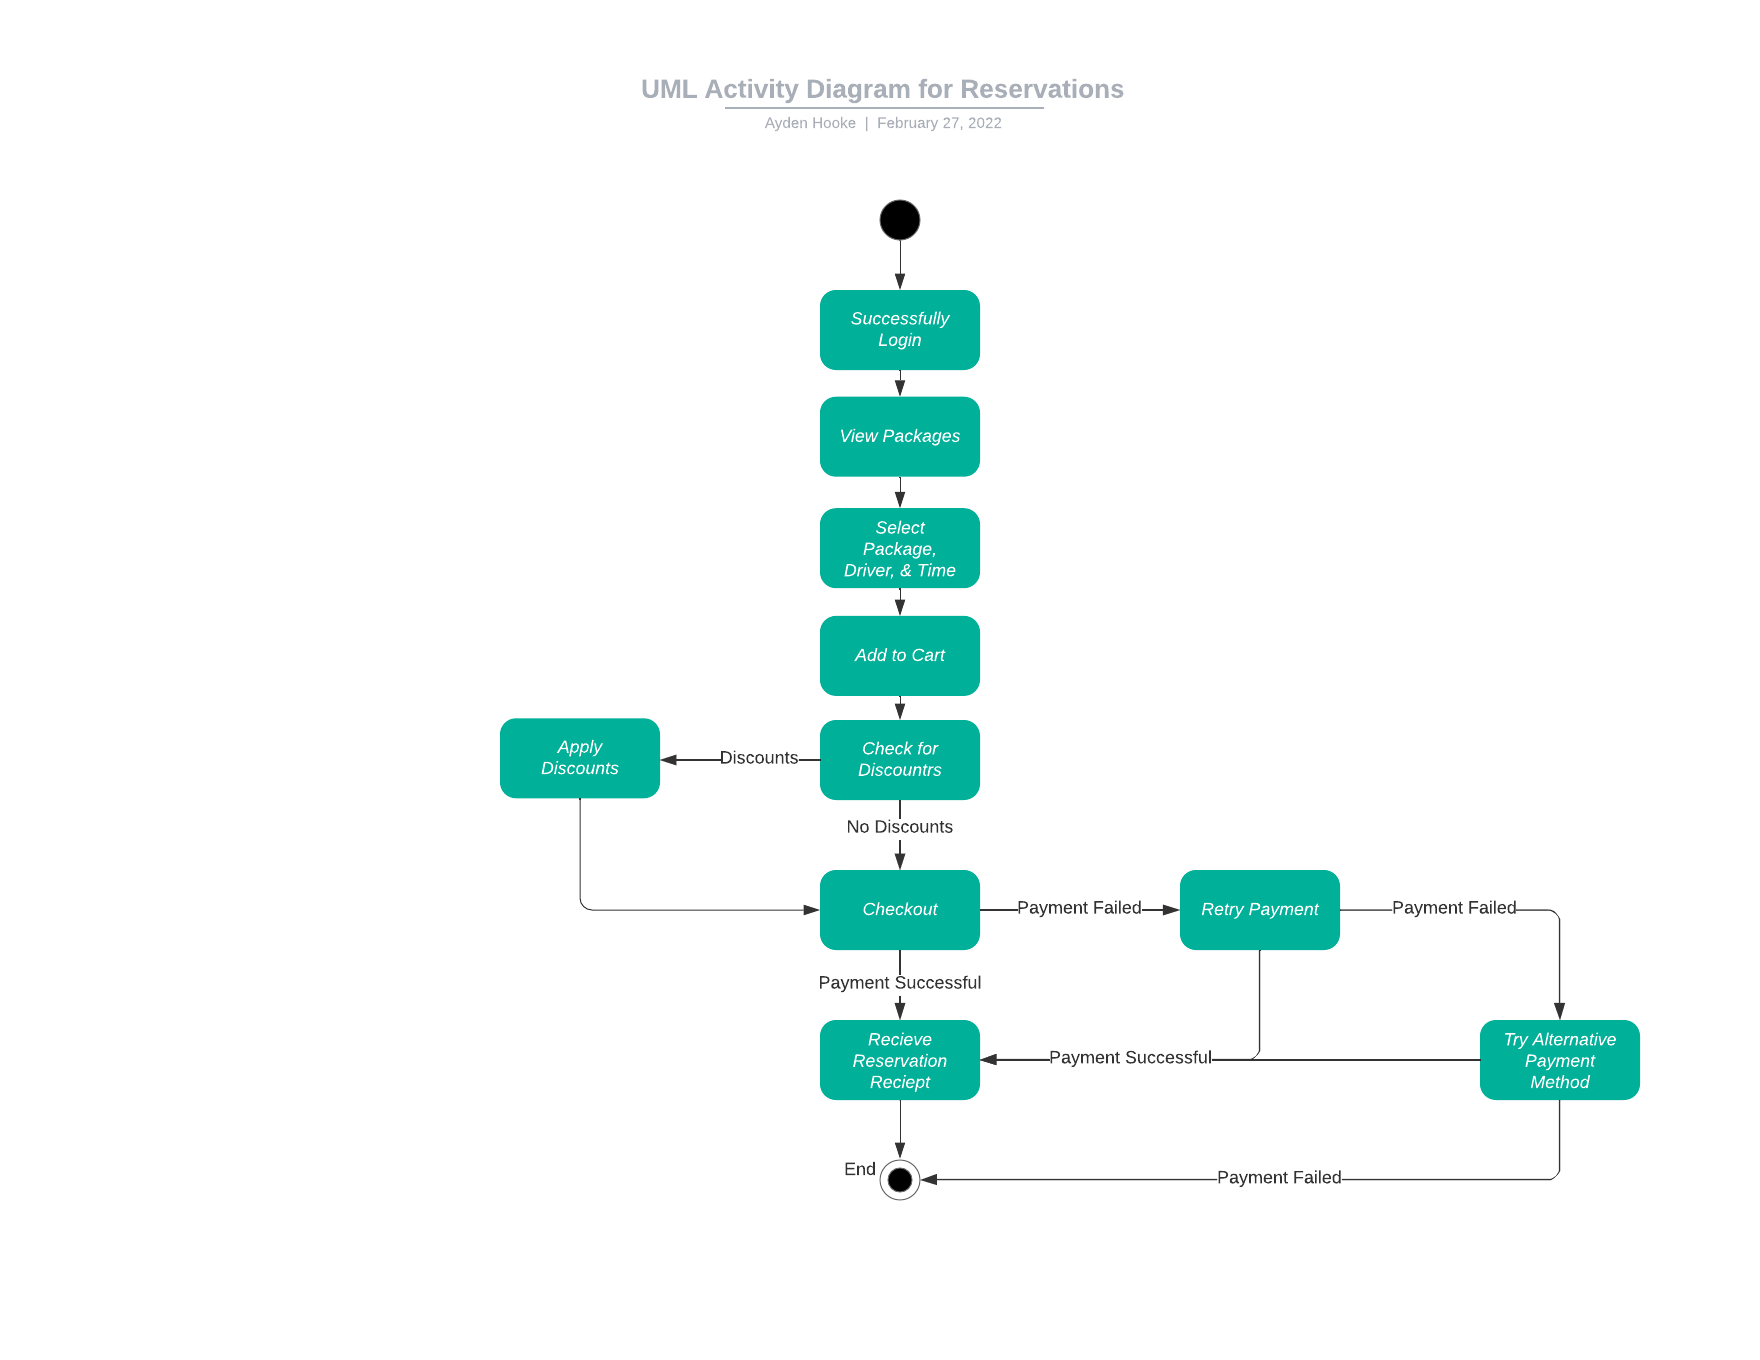 UML Activity Diagram for Reservations
Ayden Hooke | February 27, 2022
Successfully
Login
View Packages
Select
Package,
Driver, & Time
Add to Cart
Apply
Discounts
Discounts
Check for
Discountrs
No Discounts
Checkout
Payment Failed
Retry Payment
Payment Failed
Payment Successful
Recieve
Reservation
Reciept
Payment Successful
Try Alternative
Payment
Method
End
Payment Failed